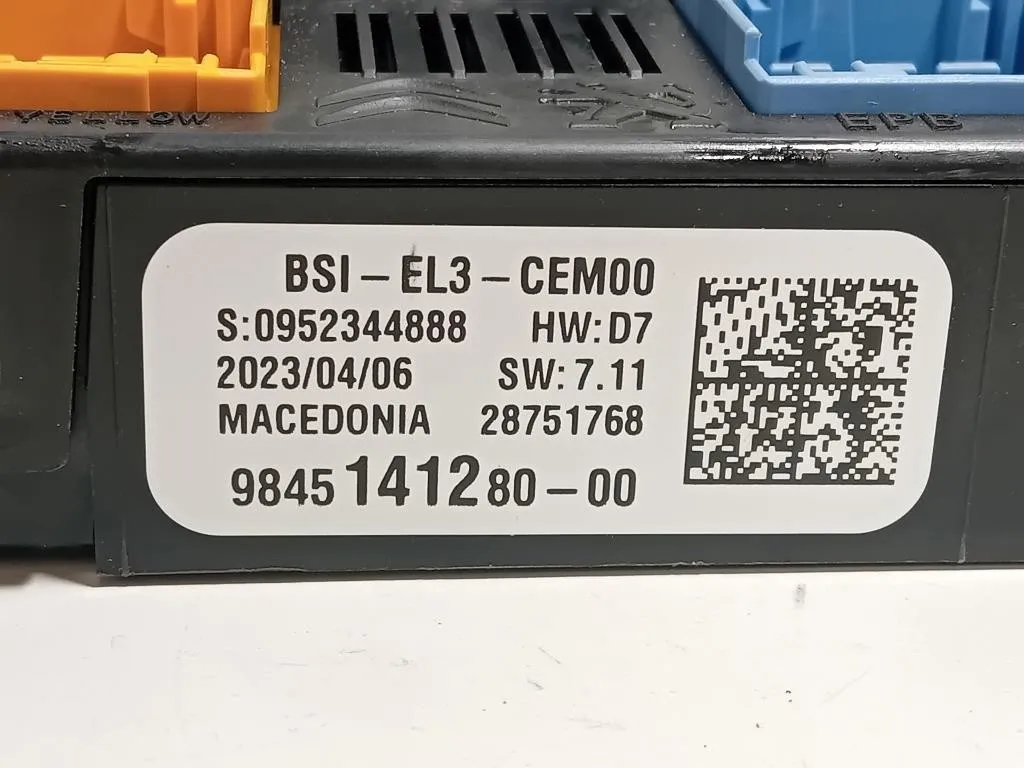 YELLOW EPB
BSI-EL3-CEM00
S:0952344888 HW:D7
2023/04/06 SW:7.11
MACEDONIA 28751768
9845141280-00